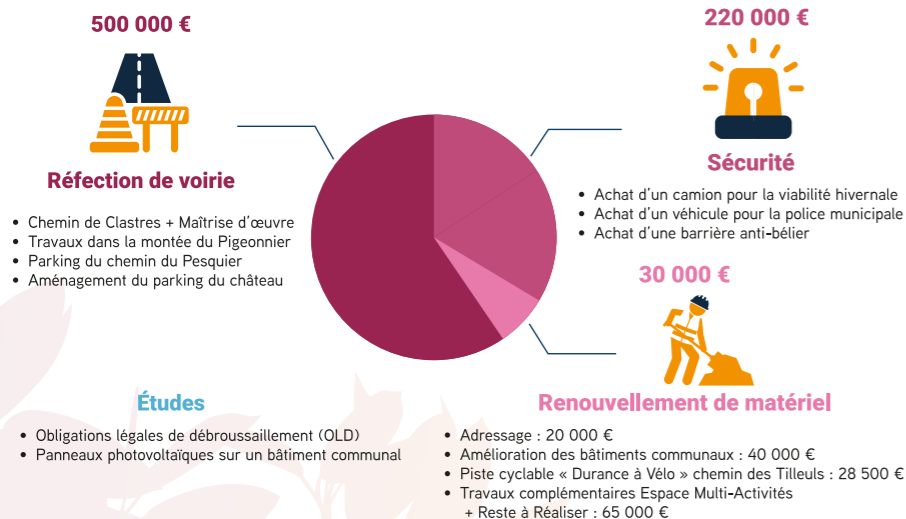 500 000 €
Réfection de voirie
• Chemin de Clastres + Maîtrise d'œuvre
• Travaux dans la montée du Pigeonnier
• Parking du chemin du Pesquier
• Aménagement du parking du château
220 000 €
Sécurité
• Achat d'un camion pour la viabilité hivernale
• Achat d'un véhicule pour la police municipale
• Achat d'une barrière anti-bélier
30 000 €
Renouvellement de matériel
• Adressage : 20 000 €
• Amélioration des bâtiments communaux : 40 000 €
• Piste cyclable « Durance à Vélo » chemin des Tilleuls : 28 500 €
• Travaux complémentaires Espace Multi-Activités
+ Reste à Réaliser : 65 000 €
Études
• Obligations légales de débroussaillement (OLD)
• Panneaux photovoltaïques sur un bâtiment communal